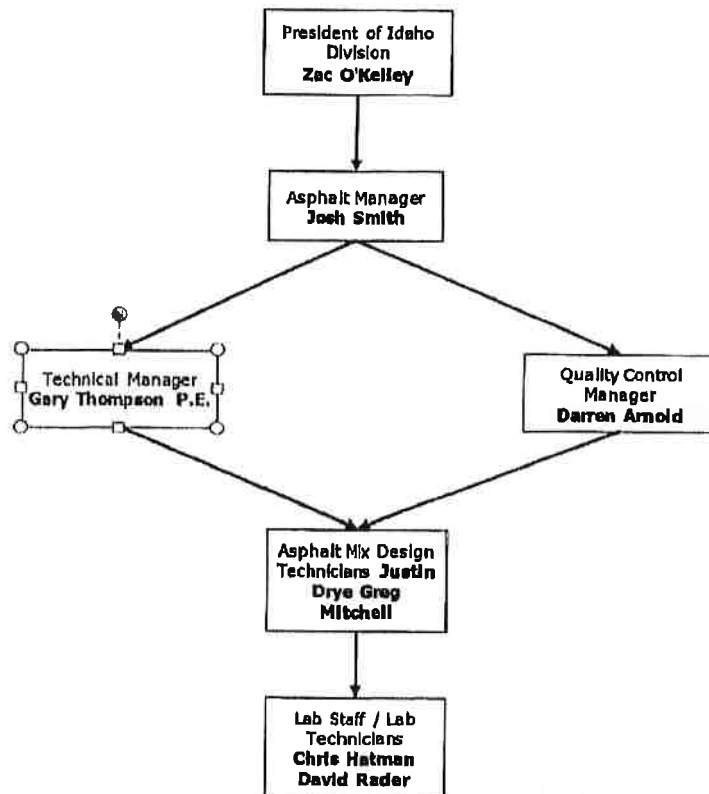 President of Idaho
Division
Zac O'Kelley
Asphalt Manager
Josh Smith
Technical Manager
Gary Thompson P.E.
Quality Control
Manager
Darren Arnold
Asphalt Mix Design
Technicians Justin
Drye Greg
Mitchell
Lab Staff / Lab
Technicians
Chris Hatman
David Rader